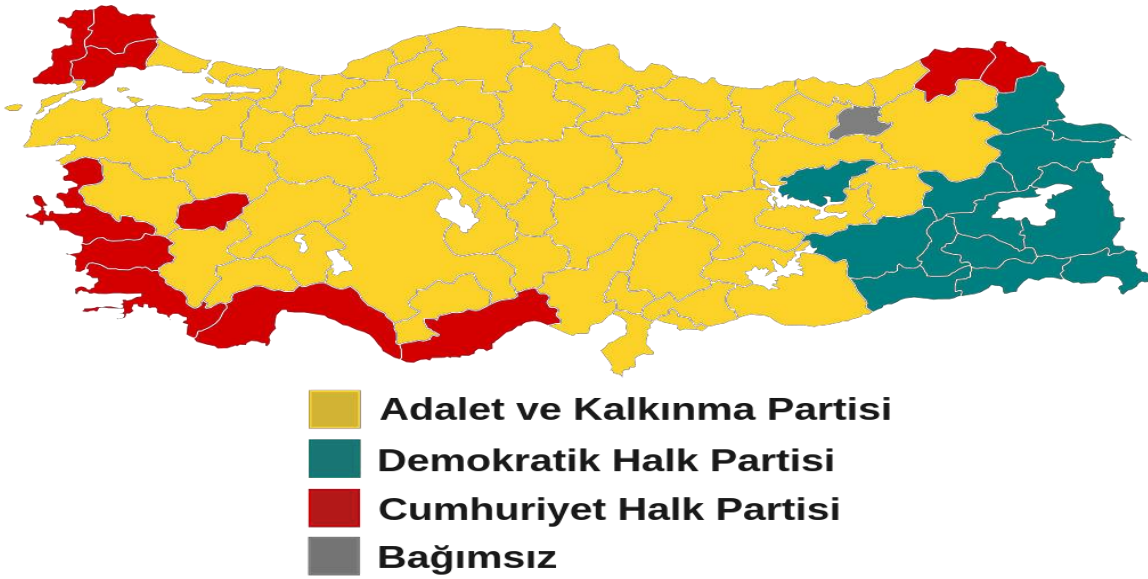 Adalet ve Kalkınma Partisi
Demokratik Halk Partisi
Cumhuriyet Halk Partisi
Bağımsız